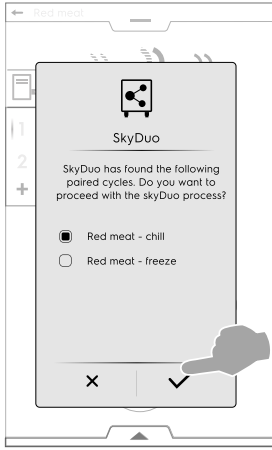 ← Red meat
SkyDuo
SkyDuo has found the following
paired cycles. Do you want to
proceed with the skyDuo process?
Red meat - chill
Red meat - freeze
1
2
+